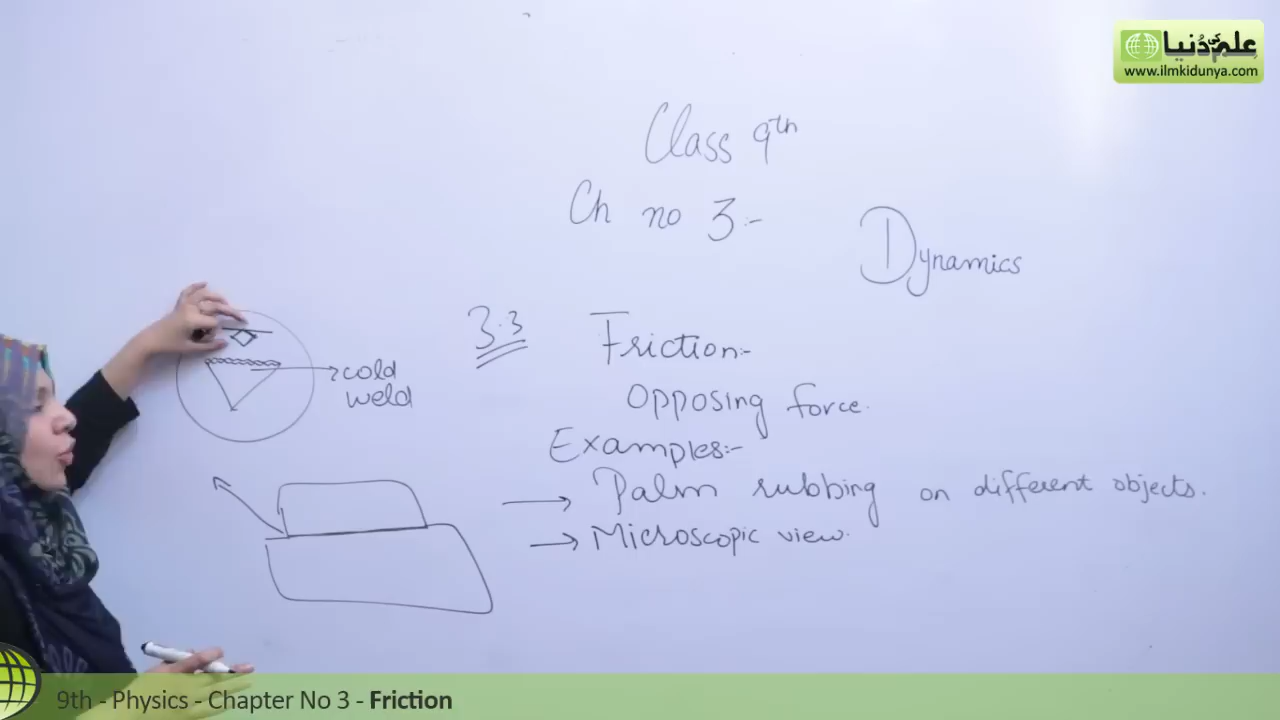 علم کی دُنیا
www.ilmkidunya.com
Class 9th
Ch no 3:-
Dynamics
3.3 Friction:-
Opposing force.
Examples:-
→ Palm rubbing on different objects.
→ Microscopic view.
cold
weld
9th - Physics - Chapter No 3 - Friction